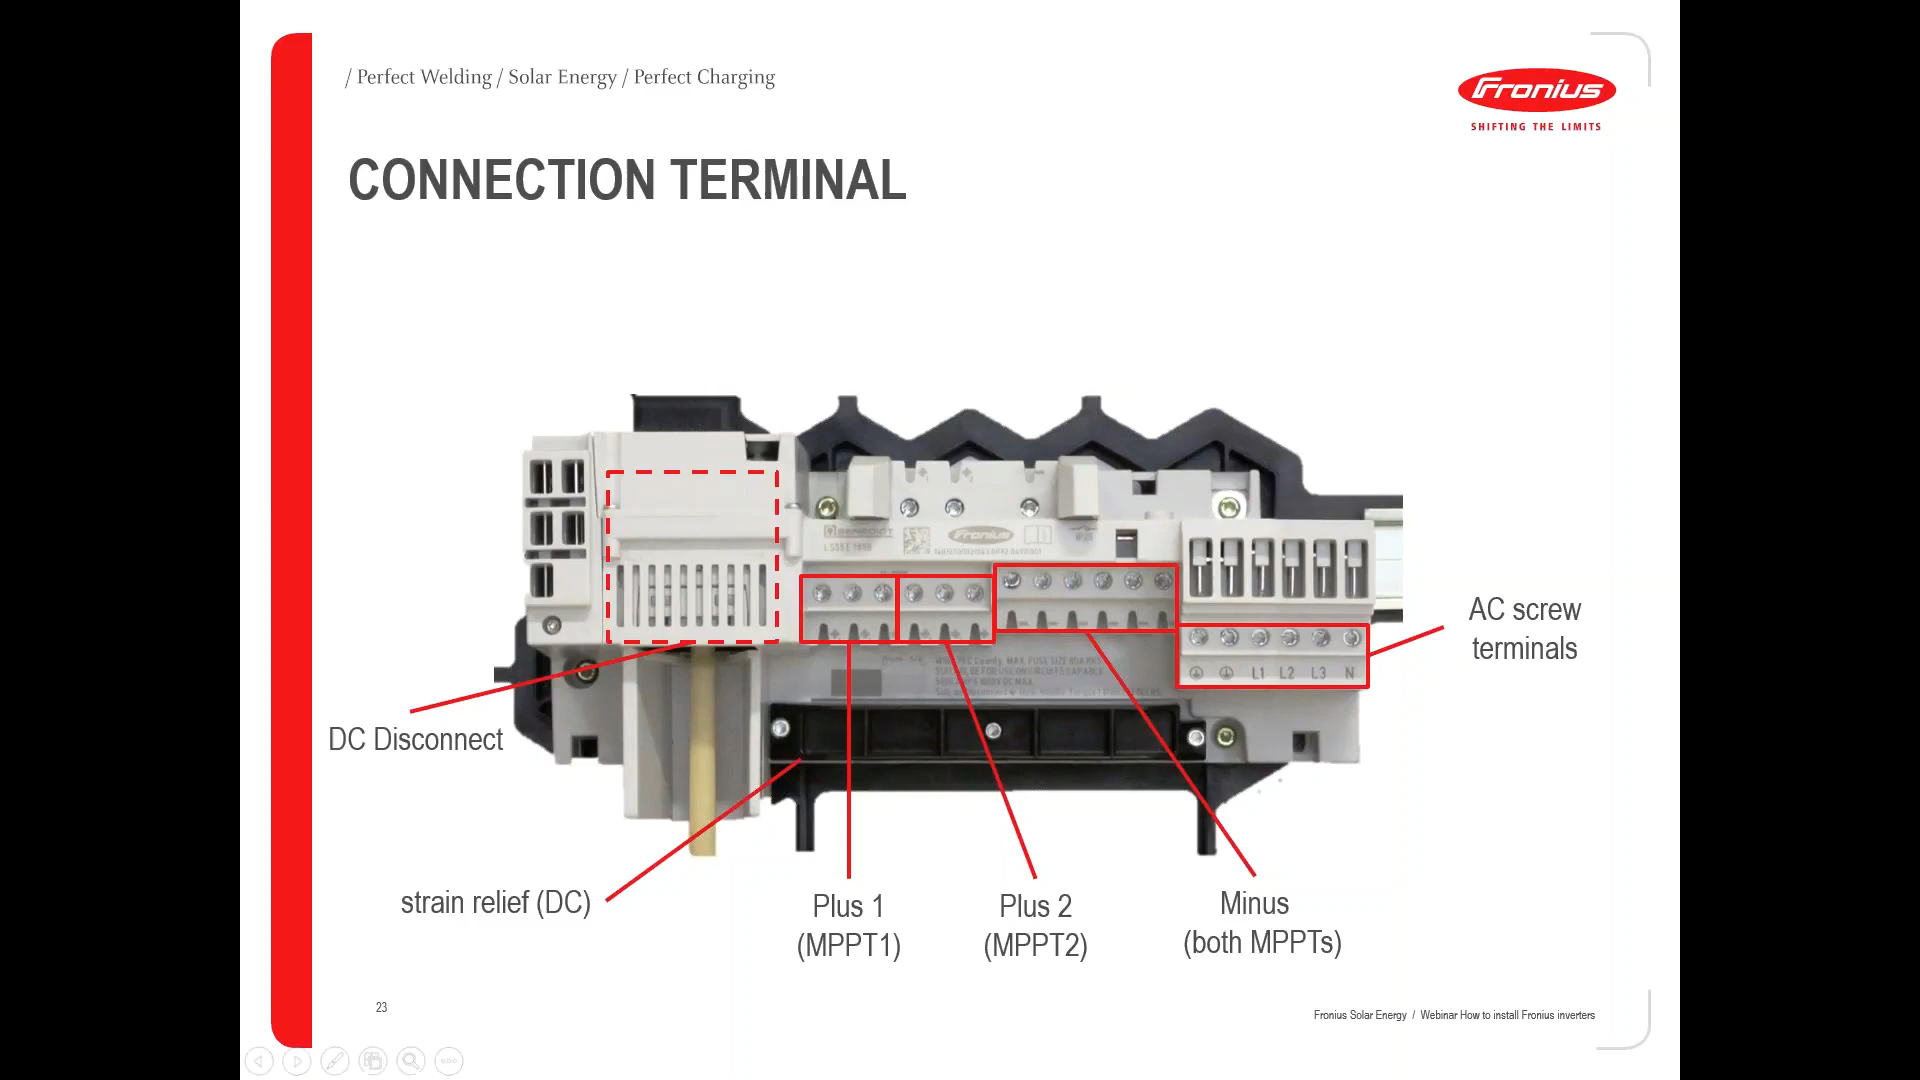 / Perfect Welding / Solar Energy / Perfect Charging
Fronius
SHIFTING THE LIMITS
CONNECTION TERMINAL
BENEDICT
Fronius
AC screw
terminals
L1 L2 L3 N
DC Disconnect
strain relief (DC)
Plus 1
(MPPT1)
Plus 2
(MPPT2)
Minus
(both MPPTs)
23
Fronius Solar Energy / Webinar How to install Fronius inverters